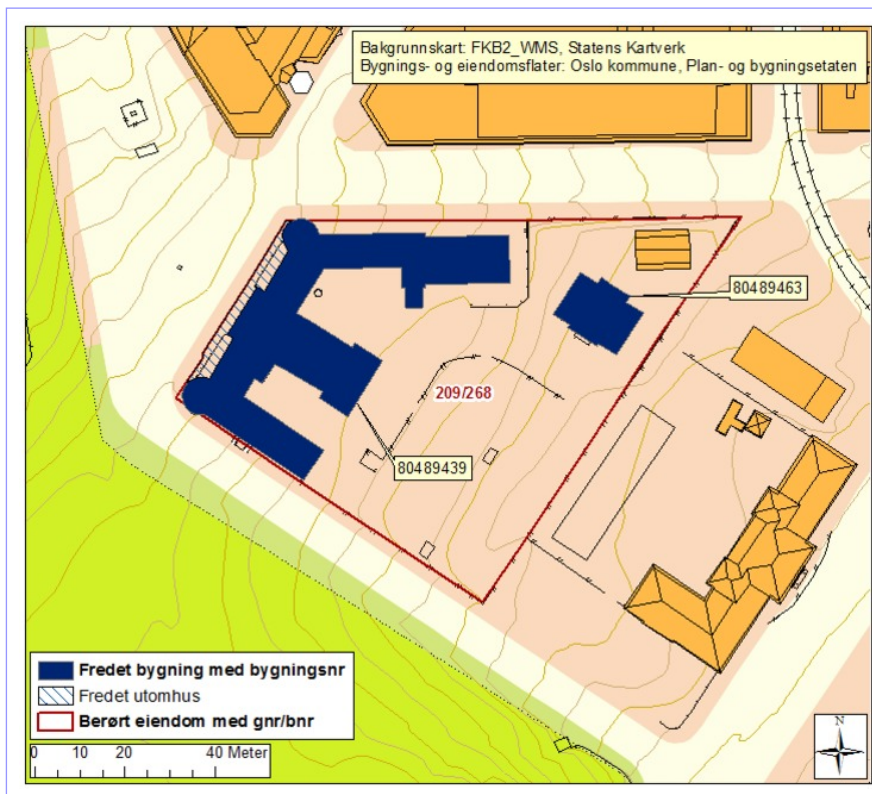 Bakgrunnskart: FKB2_WMS, Statens Kartverk
Bygnings- og eiendomsflater: Oslo kommune, Plan- og bygningsetaten
80489463
209/268
80489439
Fredet bygning med bygningsnr
Fredet utomhus
Berørt eiendom med gnr/bnr
0 10 20 40 Meter
N